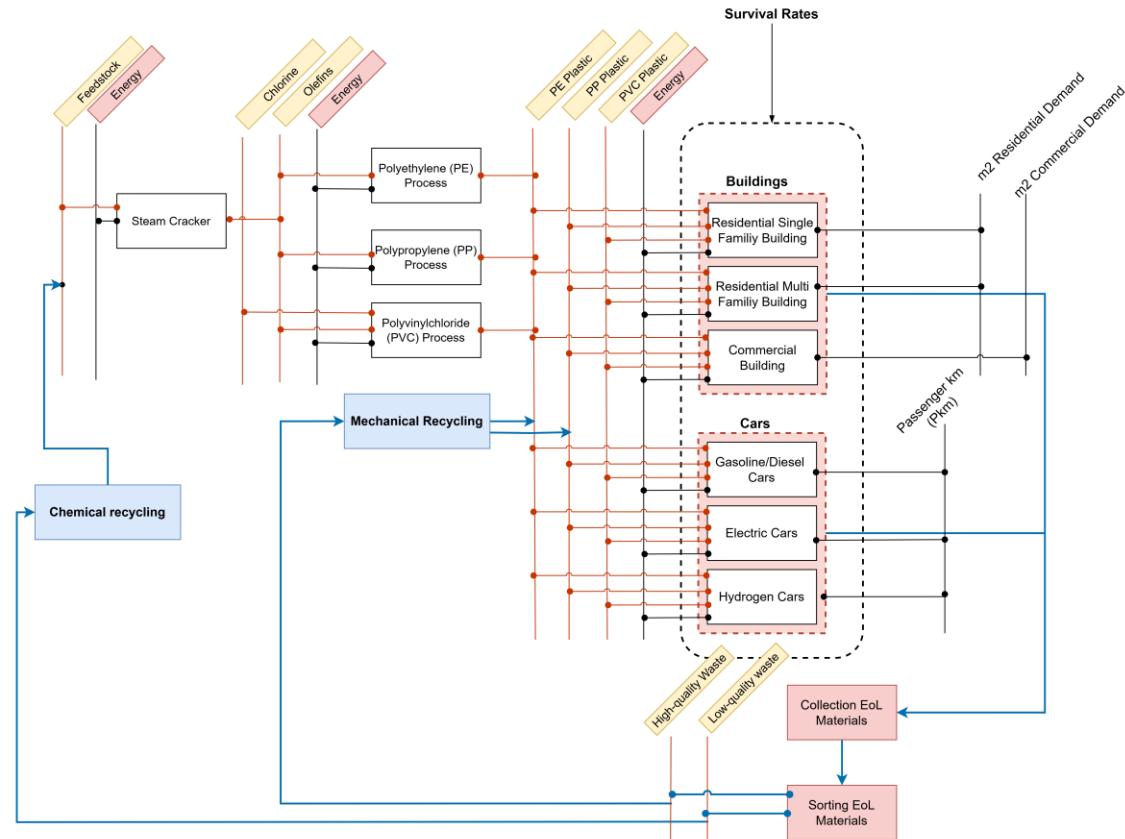 Survival Rates
Feedstock
Energy
Chlorine
Olefins
Energy
PE Plastic
PP Plastic
PVC Plastic
Energy
m2 Residential Demand
m2 Commercial Demand
Polyethylene (PE)
Process
Steam Cracker
Polypropylene (PP)
Process
Polyvinylchloride
(PVC) Process
Buildings
Residential Single
Familiy Building
Residential Multi
Familiy Building
Commercial
Building
Passenger km
(Pkm)
Mechanical Recycling
Chemical recycling
Cars
Gasoline/Diesel
Cars
Electric Cars
Hydrogen Cars
High-quality Waste
Low-quality waste
Collection EoL
Materials
Sorting EoL
Materials